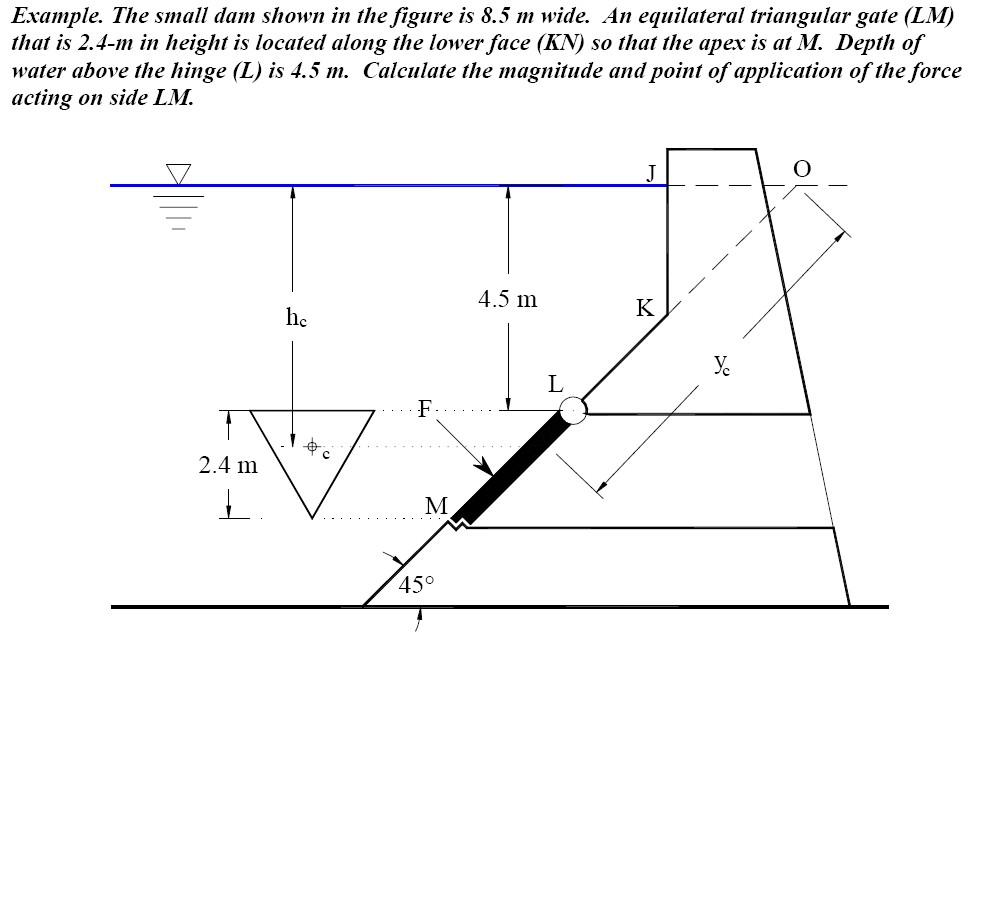 Example. The small dam shown in the figure is 8.5 m wide. An equilateral triangular gate (LM)
that is 2.4-m in height is located along the lower face (KN) so that the apex is at M. Depth of
water above the hinge (L) is 4.5 m. Calculate the magnitude and point of application of the force
acting on side LM.
J
O
4.5 m
K
hc
yc
L
F
c
2.4 m
M
45°